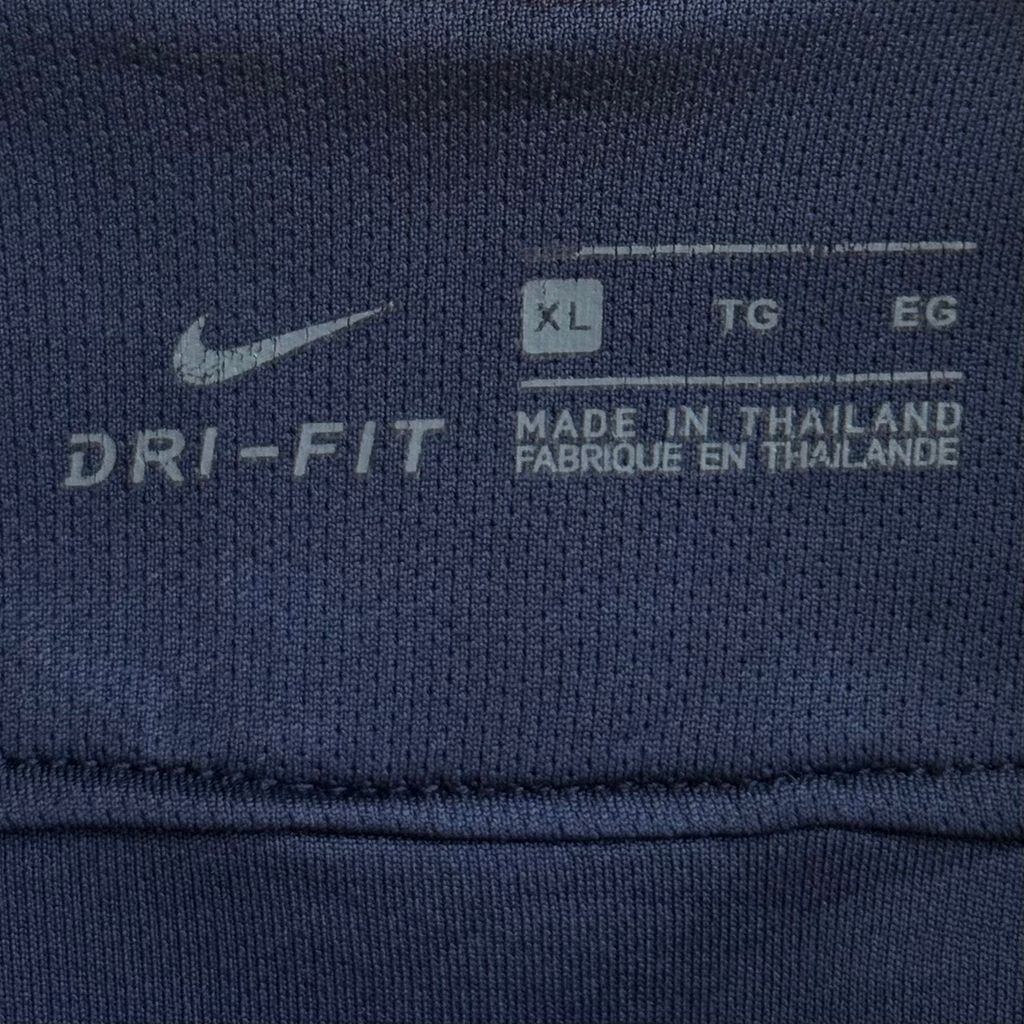 DRI-FIT
XL TG EG
MADE IN THAILAND
FABRIQUE EN THAILANDE